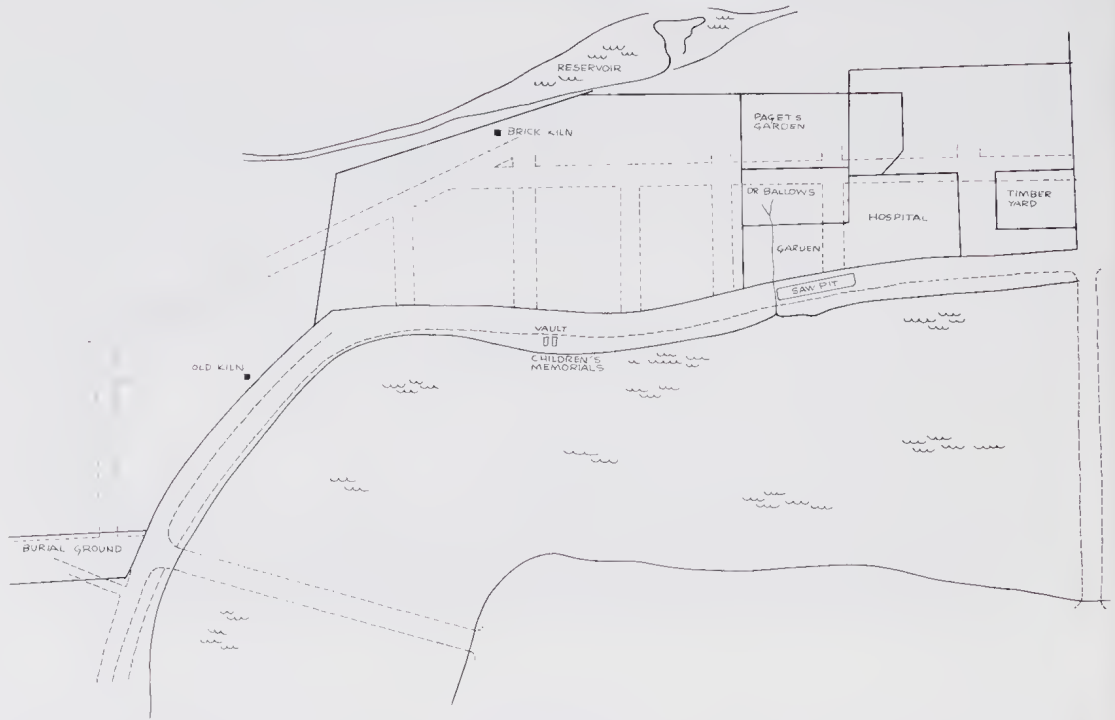 RESERVOIR
BRICK KILN
PAGETS
GARDEN
DR BALLOWS
GARDEN
HOSPITAL
TIMBER
YARD
SAW PIT
VAULT
CHILDREN'S
MEMORIALS
OLD KILN
BURIAL GROUND